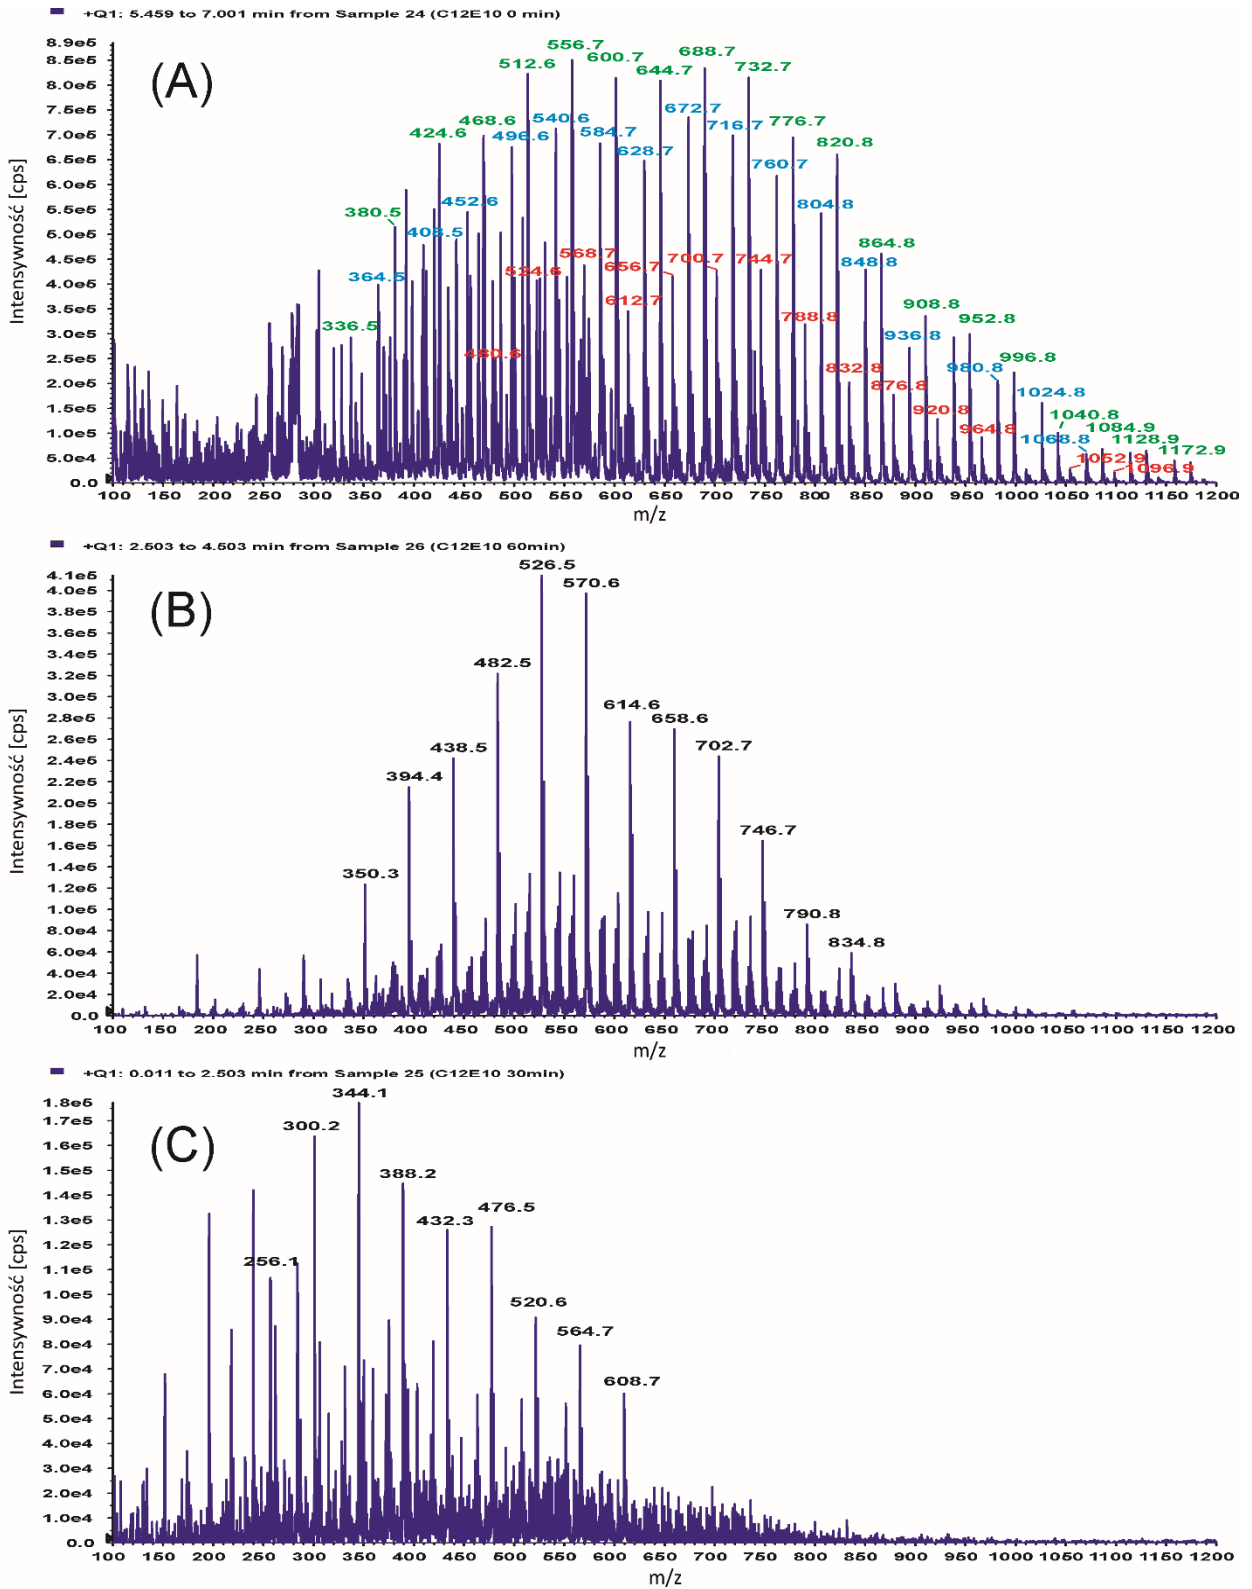 +Q1: 5.459 to 7.001 min from Sample 24 (C12E10 0 min)
(A)
Intensywność [cps]
8.9e5
8.5e5
8.0e5
7.5e5
7.0e5
6.5e5
6.0e5
5.5e5
5.0e5
4.5e5
4.0e5
3.5e5
3.0e5
2.5e5
2.0e5
1.5e5
1.0e5
5.0e4
0.0
336.5
364.5
380.5
408.5
424.6
452.6
468.6
480.6
496.6
512.6
524.6
540.6
556.7
568.7
584.7
600.7
612.7
628.7
644.7
656.7
672.7
688.7
700.7
716.7
732.7
744.7
760.7
776.7
788.8
804.8
820.8
832.8
848.8
864.8
876.8
908.8
920.8
936.8
952.8
964.8
980.8
996.8
1024.8
1040.8
1052.9
1068.8
1084.9
1096.9
1128.9
1172.9
100 150 200 250 300 350 400 450 500 550 600 650 700 750 800 850 900 950 1000 1050 1100 1150 1200
m/z
+Q1: 2.503 to 4.503 min from Sample 26 (C12E10 60min)
(B)
Intensywność [cps]
4.1e5
4.0e5
3.8e5
3.6e5
3.4e5
3.2e5
3.0e5
2.8e5
2.6e5
2.4e5
2.2e5
2.0e5
1.8e5
1.6e5
1.4e5
1.2e5
1.0e5
8.0e4
6.0e4
4.0e4
2.0e4
0.0
350.3
394.4
438.5
482.5
526.5
570.6
614.6
658.6
702.7
746.7
790.8
834.8
100 150 200 250 300 350 400 450 500 550 600 650 700 750 800 850 900 950 1000 1050 1100 1150 1200
m/z
+Q1: 0.011 to 2.503 min from Sample 25 (C12E10 30min)
(C)
Intensywność [cps]
1.8e5
1.7e5
1.6e5
1.5e5
1.4e5
1.3e5
1.2e5
1.1e5
1.0e5
9.0e4
8.0e4
7.0e4
6.0e4
5.0e4
4.0e4
3.0e4
2.0e4
1.0e4
0.0
256.1
300.2
344.1
388.2
432.3
476.5
520.6
564.7
608.7
100 150 200 250 300 350 400 450 500 550 600 650 700 750 800 850 900 950 1000 1050 1100 1150 1200
m/z